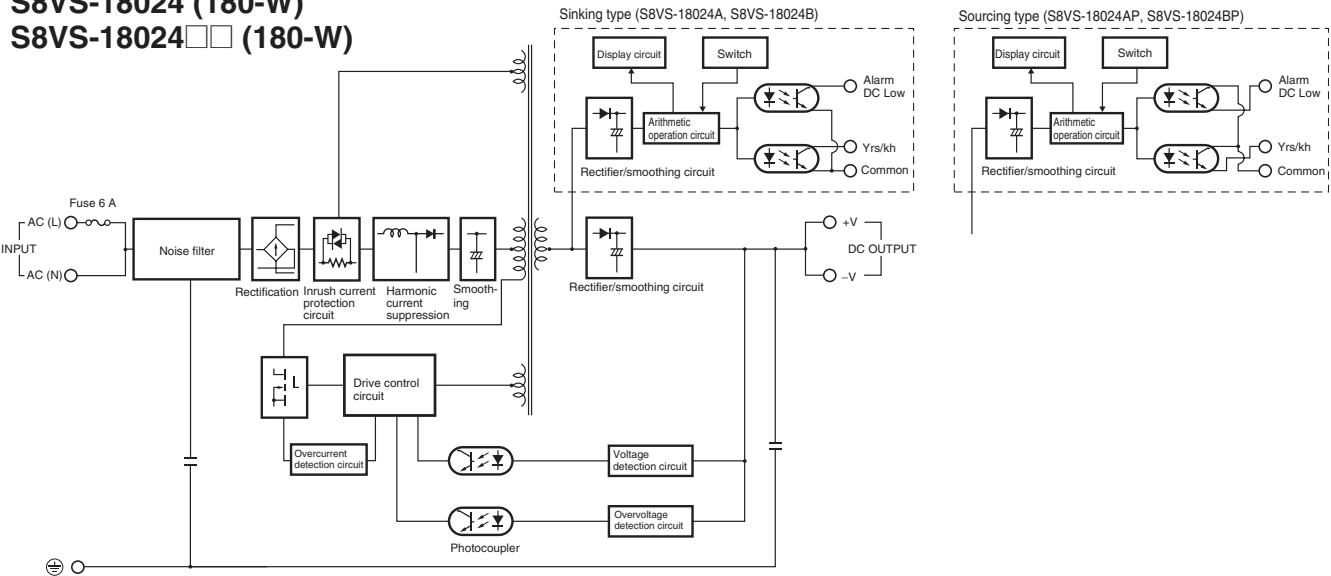 S8VS-18024 (180-W)
S8VS-18024□□ (180-W)
Sinking type (S8VS-18024A, S8VS-18024B)
Display circuit
Switch
Alarm
DC Low
Arithmetic
operation circuit
Yrs/kh
Common
Rectifier/smoothing circuit
Sourcing type (S8VS-18024AP, S8VS-18024BP)
Display circuit
Switch
Alarm
DC Low
Arithmetic
operation circuit
Yrs/kh
Common
Rectifier/smoothing circuit
Fuse 6 A
AC (L)
INPUT
AC (N)
Noise filter
Rectification
Inrush current
protection
circuit
Harmonic
current
suppression
Smooth-
ing
Rectifier/smoothing circuit
+V
DC OUTPUT
–V
Drive control
circuit
Overcurrent
detection circuit
Voltage
detection circuit
Overvoltage
detection circuit
Photocoupler